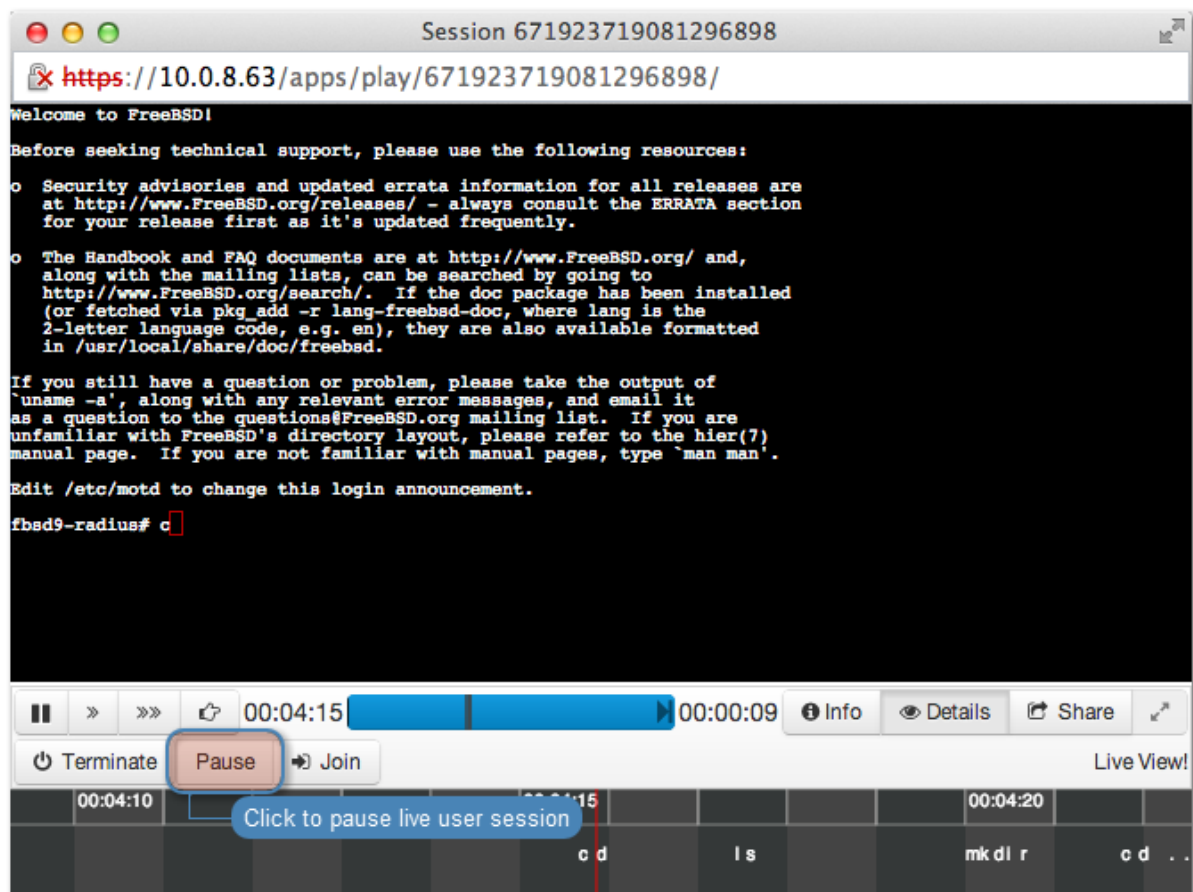 Session 671923719081296898
https://10.0.8.63/apps/play/671923719081296898/
Welcome to FreeBSD!
Before seeking technical support, please use the following resources:
o Security advisories and updated errata information for all releases are
at http://www.FreeBSD.org/releases/ - always consult the ERRATA section
for your release first as it's updated frequently.
o The Handbook and FAQ documents are at http://www.FreeBSD.org/ and,
along with the mailing lists, can be searched by going to
http://www.FreeBSD.org/search/. If the doc package has been installed
(or fetched via pkg_add -r lang-freebsd-doc, where lang is the
2-letter language code, e.g. en), they are also available formatted
in /usr/local/share/doc/freebsd.
If you still have a question or problem, please take the output of
`uname -a', along with any relevant error messages, and email it
as a question to the questions@FreeBSD.org mailing list. If you are
unfamiliar with FreeBSD's directory layout, please refer to the hier(7)
manual page. If you are not familiar with manual pages, type `man man'.
Edit /etc/motd to change this login announcement.
fbsd9-radius# c
00:04:15 00:00:09 Info Details Share
Terminate Pause Join Live View!
00:04:10 15 00:04:20
Click to pause live user session
cd ls mkdir cd ..